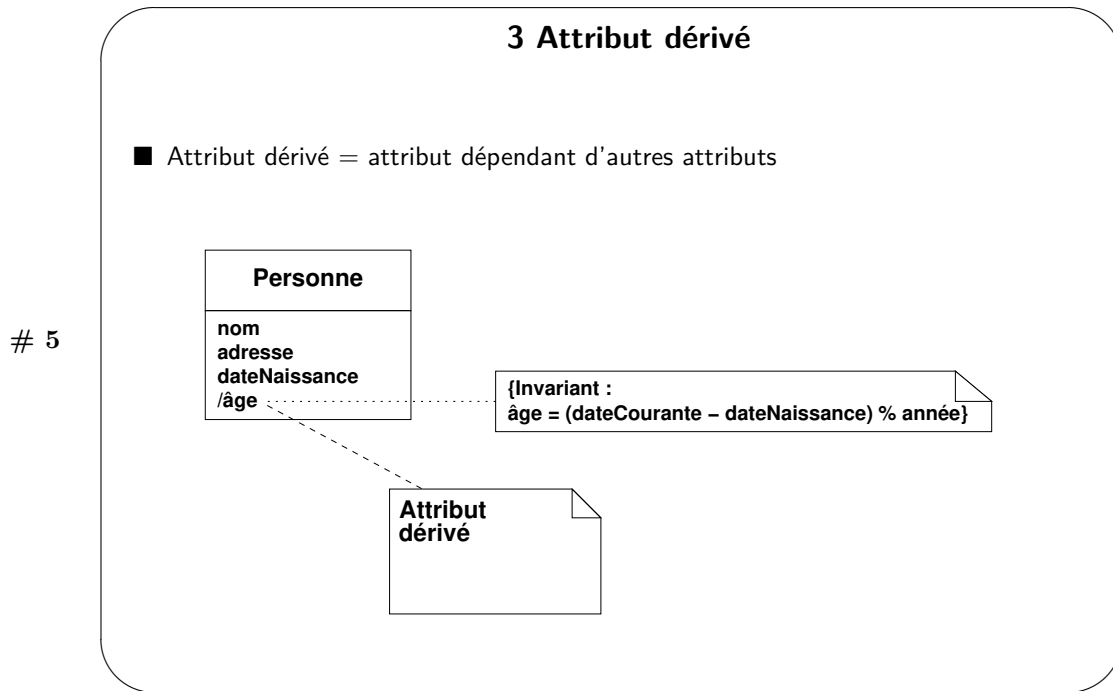 3 Attribut dérivé
■ Attribut dérivé = attribut dépendant d'autres attributs
Personne
nom
adresse
dateNaissance
/âge
{Invariant :
âge = (dateCourante − dateNaissance) % année}
Attribut
dérivé
# 5